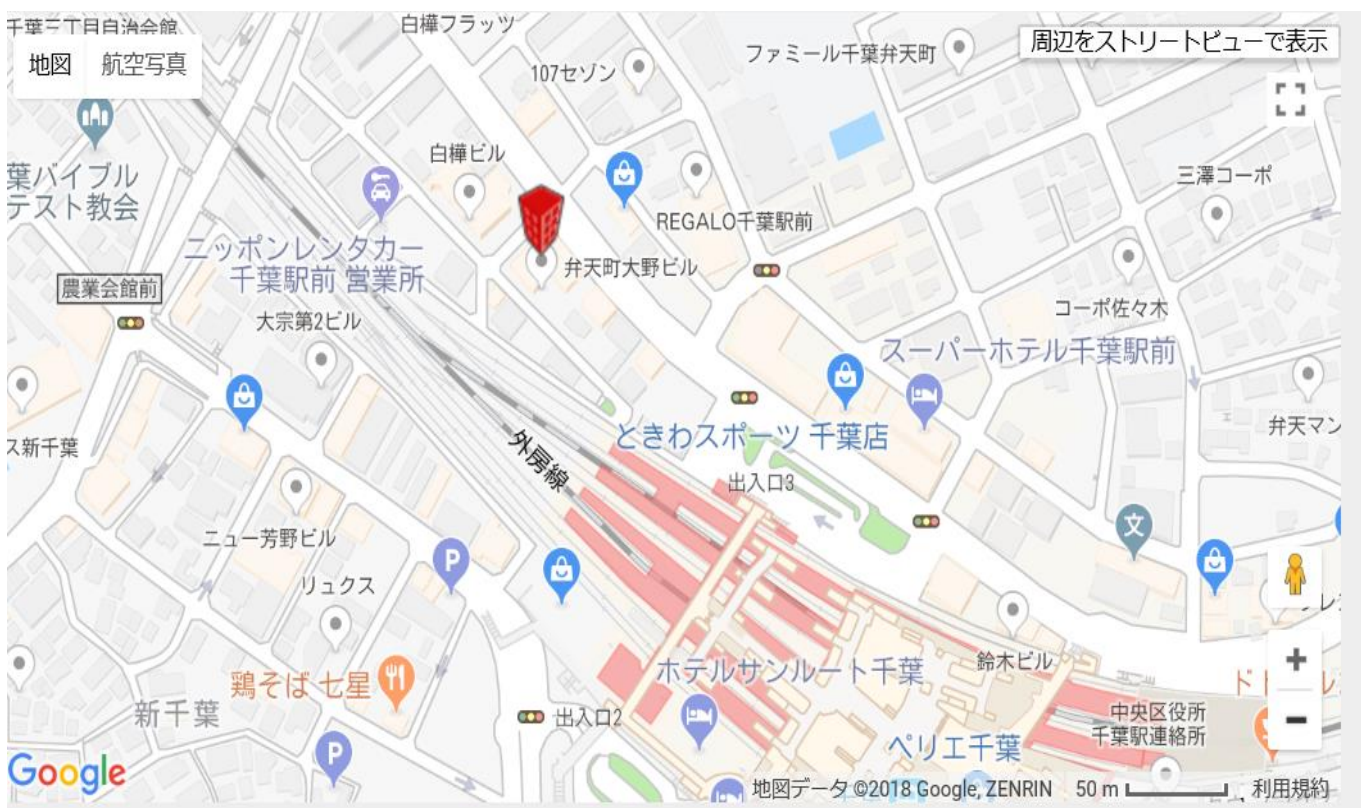 千葉三丁目自治会館
白樺フラッツ
ファミール千葉弁天町
周辺をストリートビューで表示
地図
航空写真
107セゾン
白樺ビル
三澤コーポ
葉バイブル
テスト教会
REGALO千葉駅前
ニッポンレンタカー
千葉駅前 営業所
弁天町大野ビル
農業会館前
コーポ佐々木
大宗第2ビル
スーパーホテル千葉駅前
弁天マン
ス新千葉
ときわスポーツ 千葉店
外房線
出入口3
文
ニュー芳野ビル
P
リュクス
鈴木ビル
ホテルサンルート千葉
鶏そば 七星
新千葉
出入口2
中央区役所
千葉駅連絡所
P
ペリエ千葉
Google
地図データ ©2018 Google, ZENRIN
50 m
利用規約